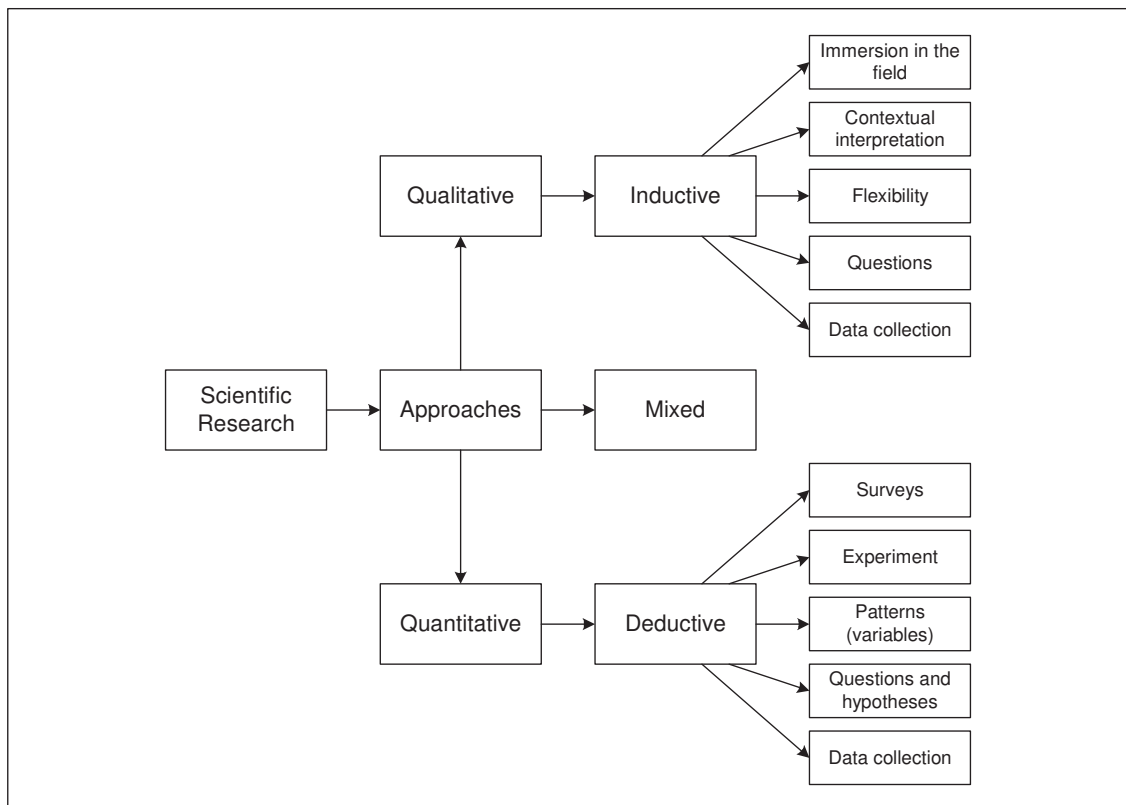 Immersion in the
field
Contextual
interpretation
Qualitative
Inductive
Flexibility
Questions
Data collection
Scientific
Research
Approaches
Mixed
Surveys
Experiment
Quantitative
Deductive
Patterns
(variables)
Questions and
hypotheses
Data collection